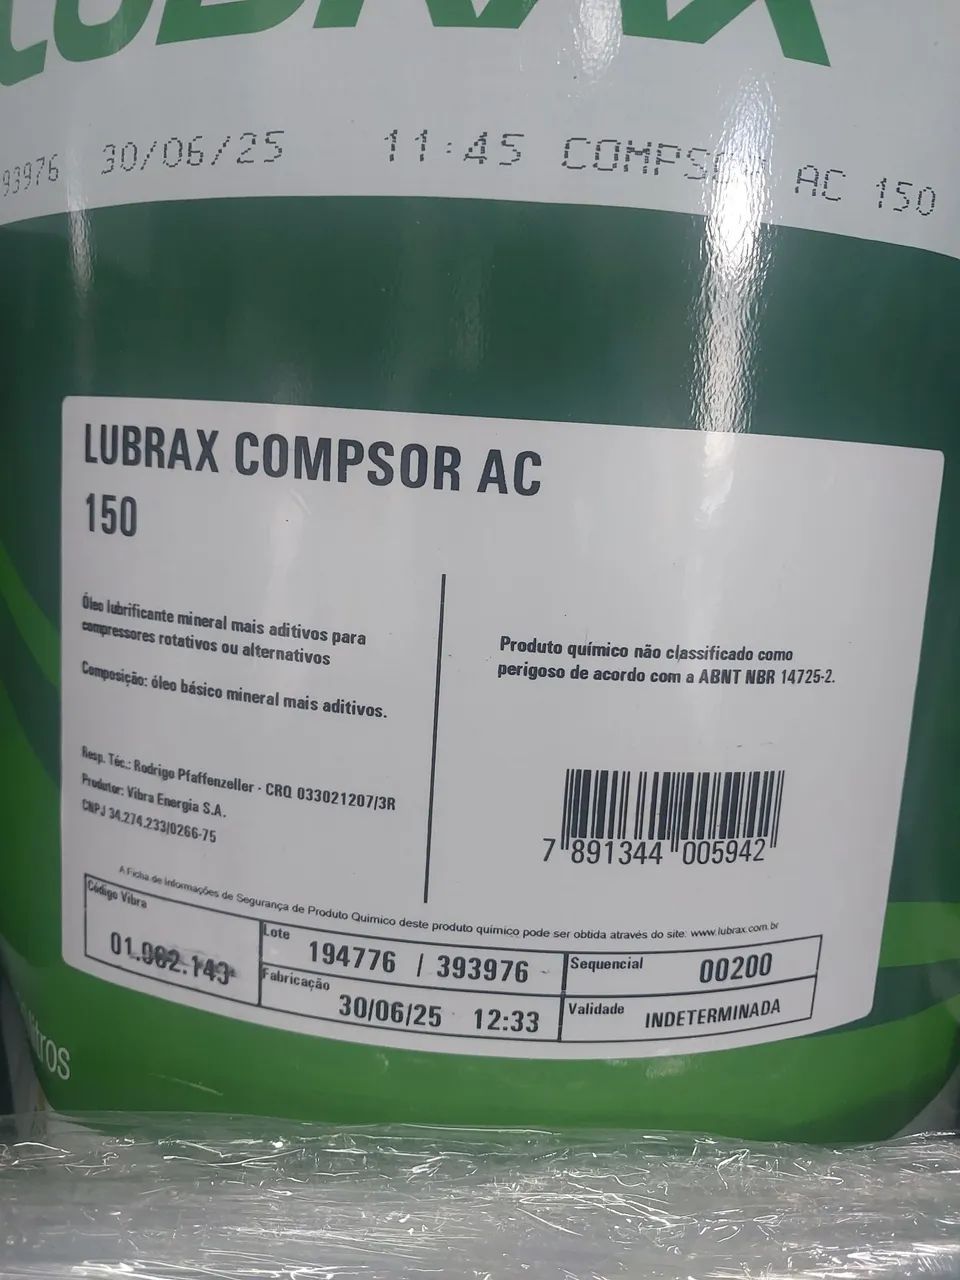 LUBRAX
93976 30/06/25 11:45 COMPSOR AC 150
LUBRAX COMPSOR AC
150
Óleo lubrificante mineral mais aditivos para
compressores rotativos ou alternativos
Composição: óleo básico mineral mais aditivos.
Resp. Téc.: Rodrigo Pfaffenzeller - CRQ 033021207/3R
Produtor: Vibra Energia S.A.
CNPJ 34.274.233/0266-75
Produto químico não classificado como
perigoso de acordo com a ABNT NBR 14725-2.
7 891344 005942
A Ficha de Informações de Segurança de Produto Químico deste produto químico pode ser obtida através do site: www.lubrax.com.br
Código Vibra
Lote
194776 / 393976
Sequencial
00200
Fabricação
30/06/25 12:33
Validade
INDETERMINADA